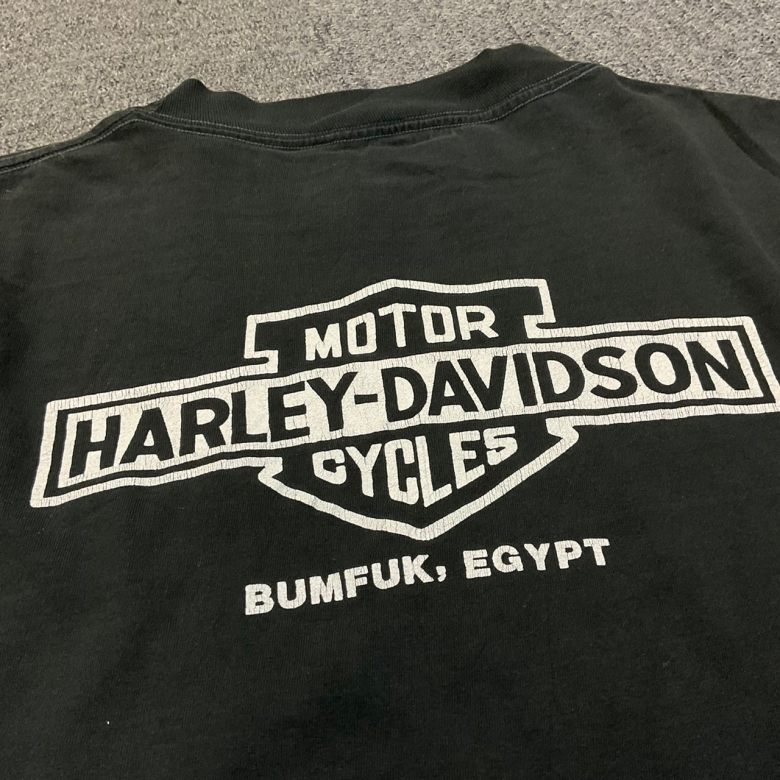 MOTOR
HARLEY-DAVIDSON
CYCLES
BUMFUK, EGYPT